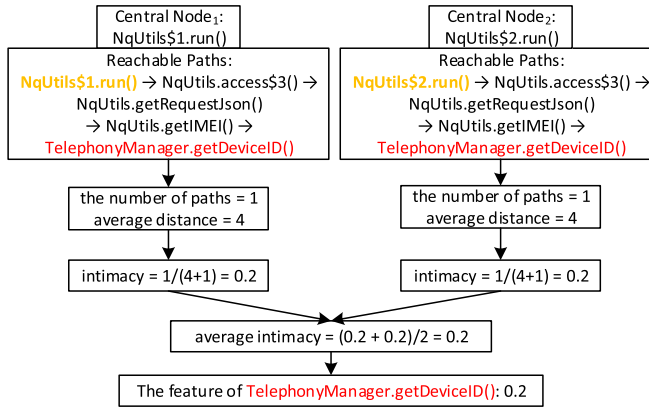 Central Node₁:
NqUtils$1.run()
Reachable Paths:
NqUtils$1.run() → NqUtils.access$3() →
NqUtils.getRequestJson()
→ NqUtils.getIMEI() →
TelephonyManager.getDeviceID()
the number of paths = 1
average distance = 4
intimacy = 1/(4+1) = 0.2
Central Node₂:
NqUtils$2.run()
Reachable Paths:
NqUtils$2.run() → NqUtils.access$3() →
NqUtils.getRequestJson()
→ NqUtils.getIMEI() →
TelephonyManager.getDeviceID()
the number of paths = 1
average distance = 4
intimacy = 1/(4+1) = 0.2
average intimacy = (0.2 + 0.2)/2 = 0.2
The feature of TelephonyManager.getDeviceID(): 0.2